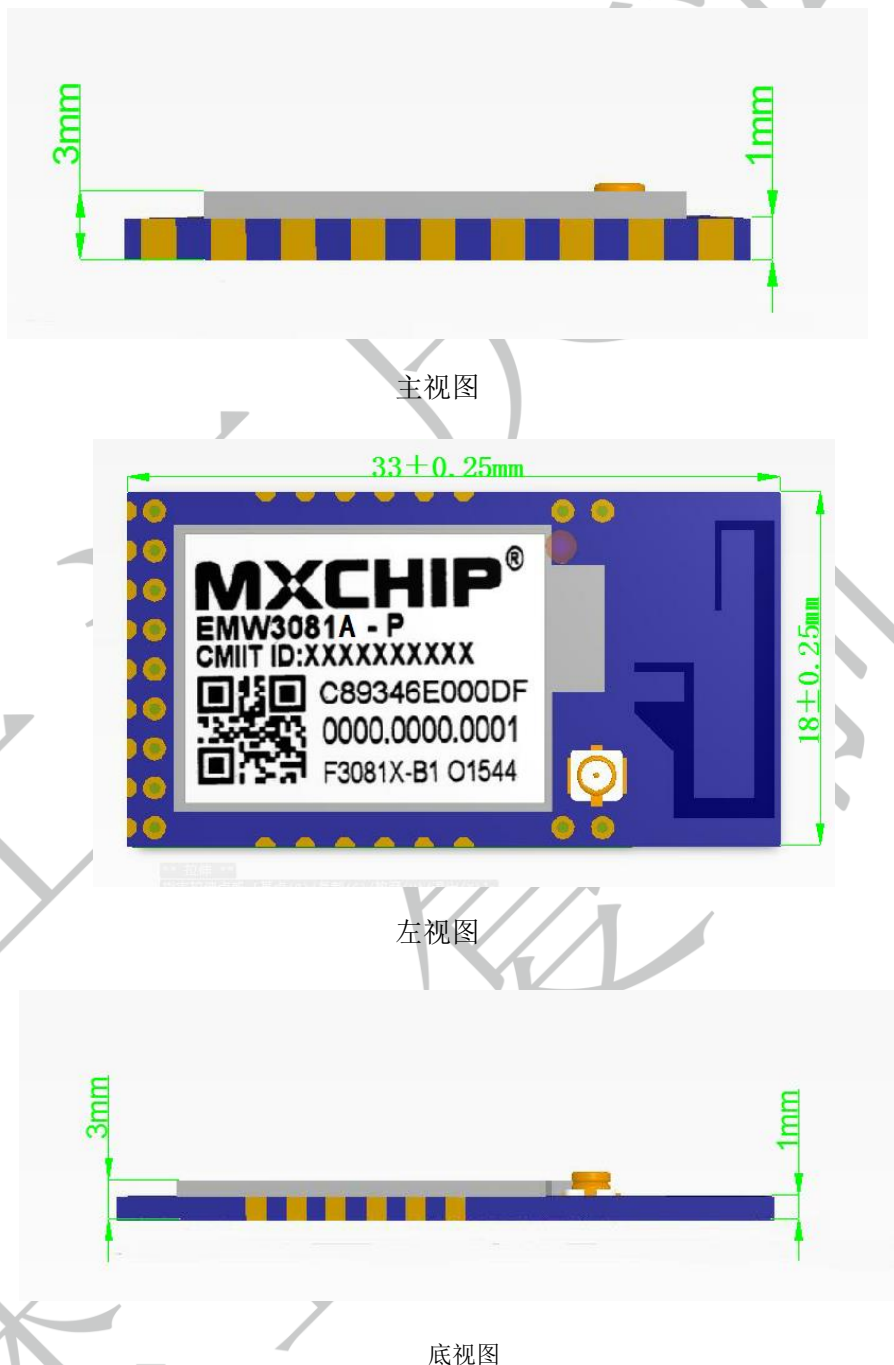 3mm
1mm
主视图
33±0.25mm
MXCHIP®
EMW3081A - P
CMIIT ID:XXXXXXXXXX
C89346E000DF
0000.0000.0001
F3081X-B1 O1544
18±0.25mm
左视图
3mm
1mm
底视图